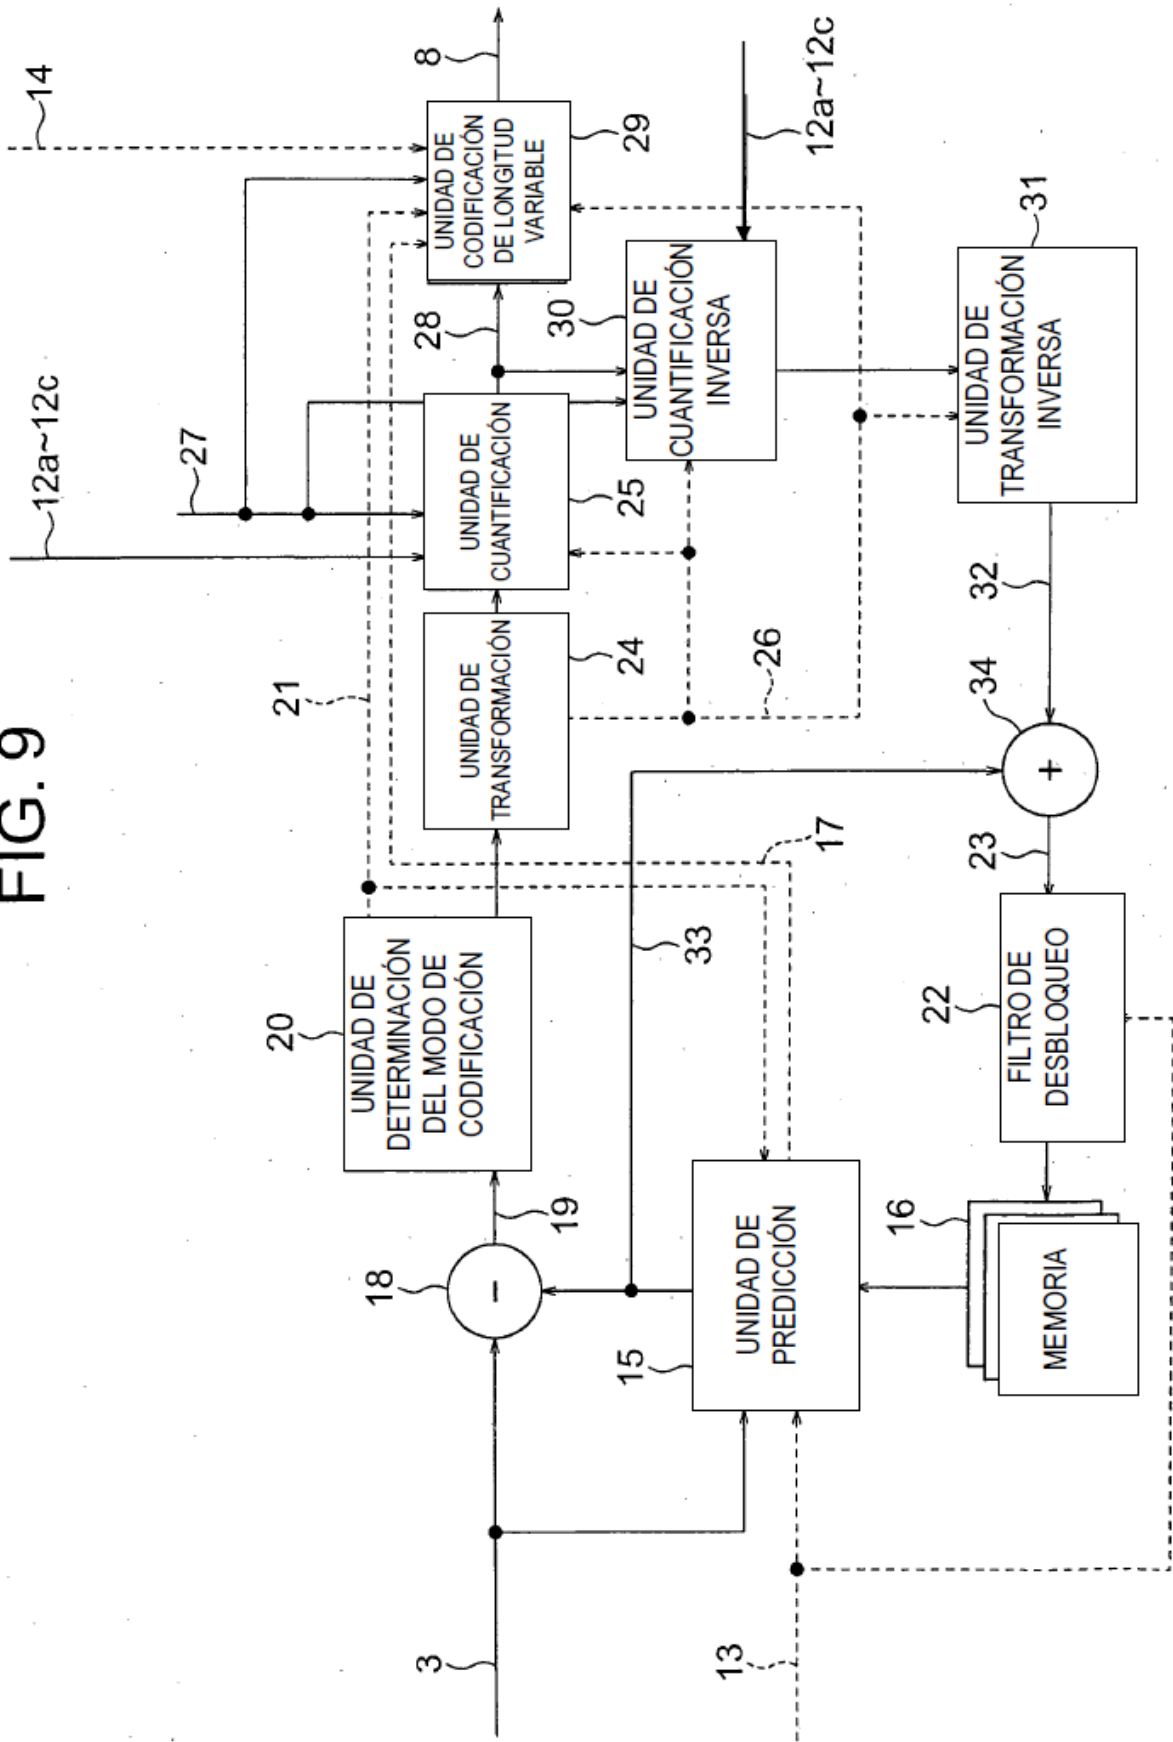 FIG. 9
14
8
UNIDAD DE
CODIFICACIÓN
DE LONGITUD
VARIABLE
29
12a~12c
27
12a~12c
28
30
UNIDAD DE
CUANTIFICACIÓN
INVERSA
UNIDAD DE
CUANTIFICACIÓN
25
31
UNIDAD DE
TRANSFORMACIÓN
INVERSA
21
UNIDAD DE
TRANSFORMACIÓN
24
26
32
34
+
20
UNIDAD DE
DETERMINACIÓN
DEL MODO DE
CODIFICACIÓN
17
33
23
22
FILTRO DE
DESBLOQUEO
19
18
-
15
UNIDAD DE
PREDICCIÓN
16
MEMORIA
3
13